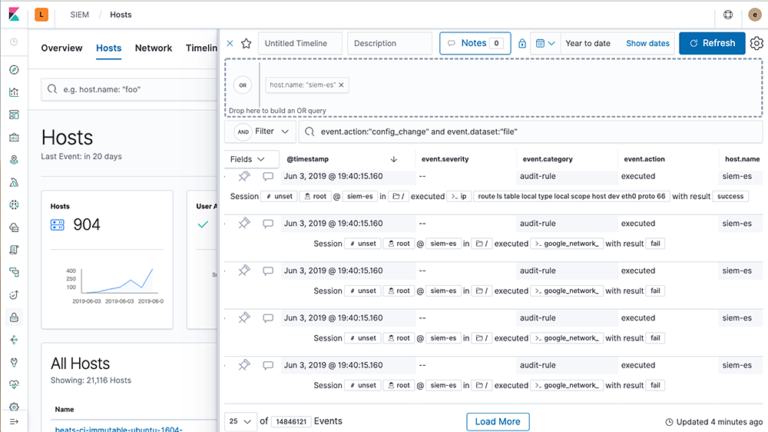 L SIEM / Hosts e
Overview Hosts Network Timelin
e.g. host.name: "foo"
Hosts
Last Event: in 20 days
Hosts
904
400
250
100
2019-06-03 2019-06-03 2019-06-0
User A
All Hosts
Showing: 21,116 Hosts
Name
beats-ci-immutable-ubuntu-1604-
Untitled Timeline Description Notes 0 Year to date Show dates Refresh
OR host.name: "siem-es"
Drop here to build an OR query
AND Filter event.action:"config_change" and event.dataset:"file"
Fields @timestamp event.severity event.category event.action host.name
Jun 3, 2019 @ 19:40:15.160 -- audit-rule executed siem-es
Session # unset root @ siem-es in / executed >_ ip route ls table local type local scope host dev eth0 proto 66 with result success
Jun 3, 2019 @ 19:40:15.160 -- audit-rule executed siem-es
Session # unset root @ siem-es in / executed >_ google_network_ with result fail
Jun 3, 2019 @ 19:40:15.160 -- audit-rule executed siem-es
Session # unset root @ siem-es in / executed >_ google_network_ with result fail
Jun 3, 2019 @ 19:40:15.160 -- audit-rule executed siem-es
Session # unset root @ siem-es in / executed >_ google_network_ with result fail
Jun 3, 2019 @ 19:40:15.160 -- audit-rule executed siem-es
Session # unset root @ siem-es in / executed >_ google_network_ with result fail
25 of 14846121 Events Load More Updated 4 minutes ago